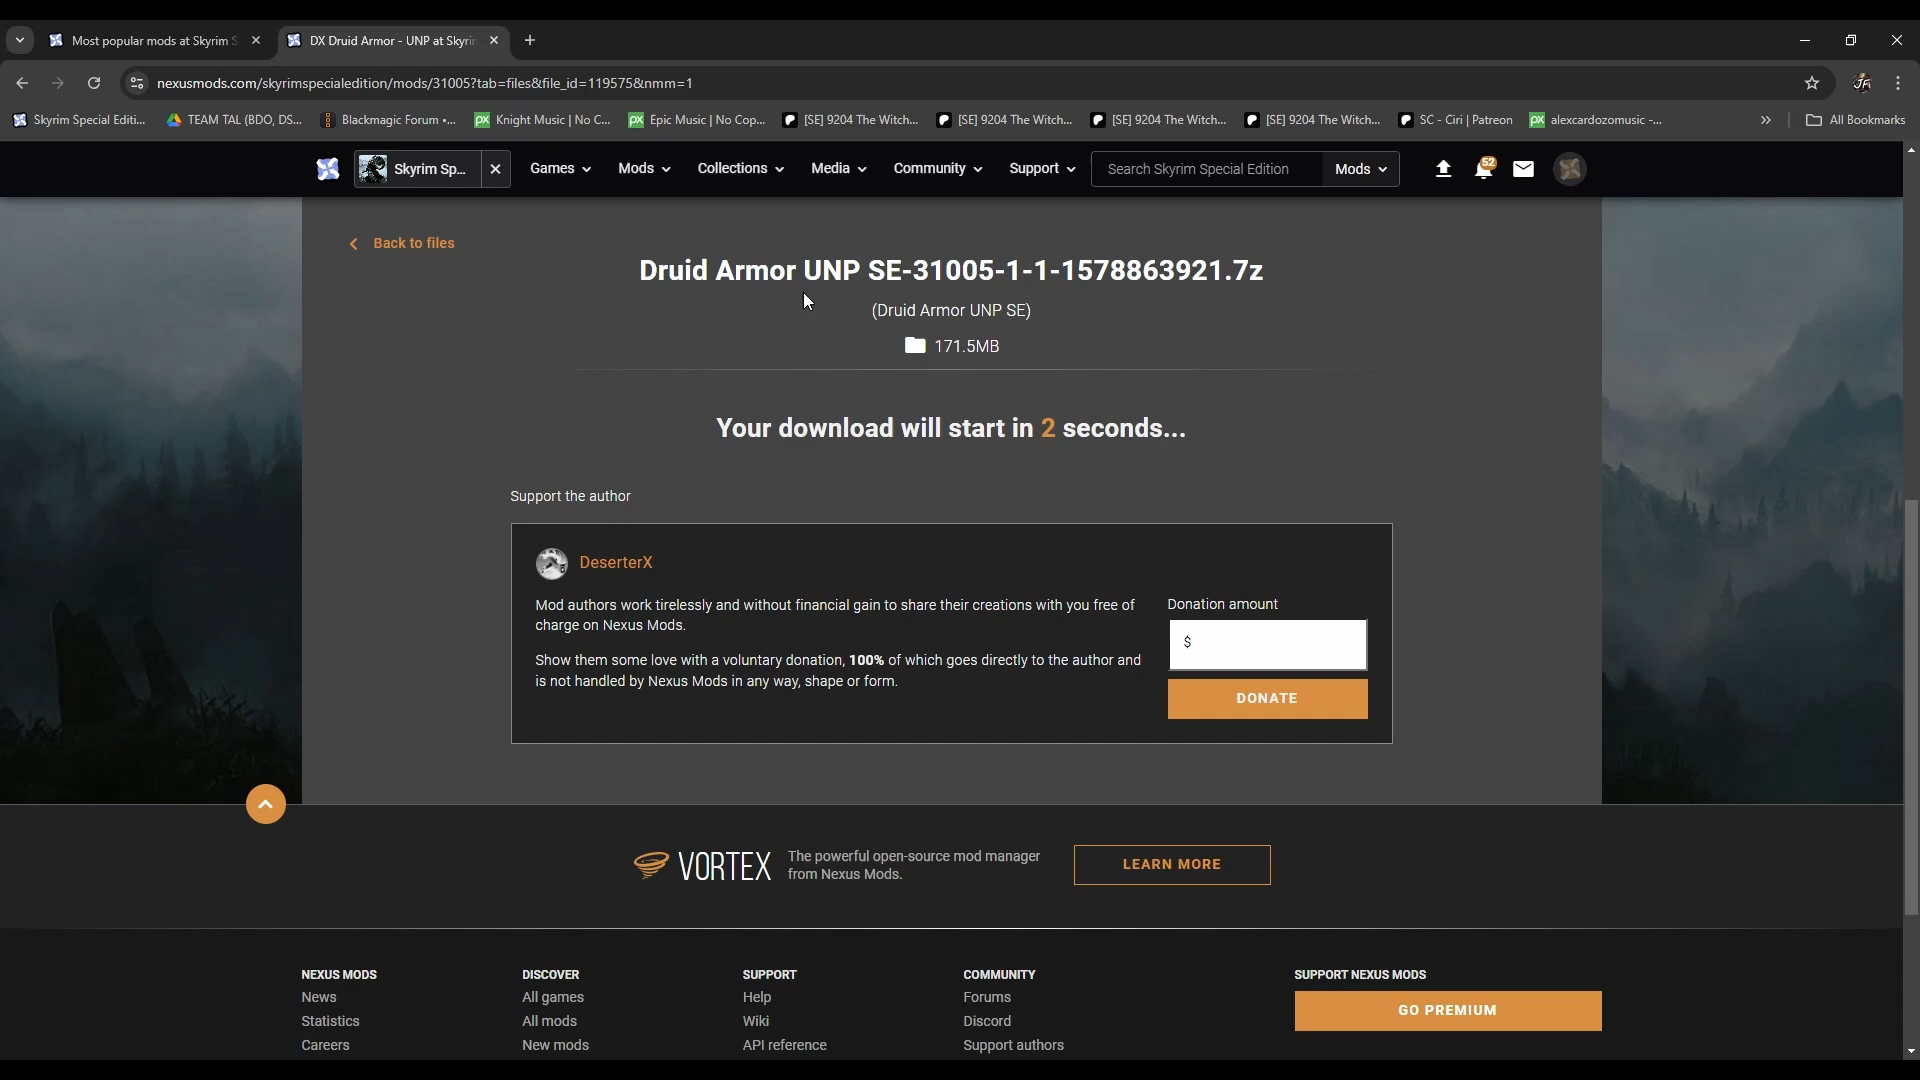 Most popular mods at Skyrim S
DX Druid Armor - UNP at Skyrim
nexusmods.com/skyrimspecialedition/mods/31005?tab=files&file_id=119575&nmm=1
Skyrim Special Editi...
TEAM TAL (BDO, DS...
Blackmagic Forum •...
Knight Music | No C...
Epic Music | No Cop...
[SE] 9204 The Witch...
[SE] 9204 The Witch...
[SE] 9204 The Witch...
[SE] 9204 The Witch...
SC - Ciri | Patreon
alexcardozomusic -...
All Bookmarks
Skyrim Sp...
Games
Mods
Collections
Media
Community
Support
Search Skyrim Special Edition
Mods
52
Back to files
Druid Armor UNP SE-31005-1-1-1578863921.7z
(Druid Armor UNP SE)
171.5MB
Your download will start in 2 seconds...
Support the author
DeserterX
Mod authors work tirelessly and without financial gain to share their creations with you free of
charge on Nexus Mods.
Show them some love with a voluntary donation, 100% of which goes directly to the author and
is not handled by Nexus Mods in any way, shape or form.
Donation amount
$
DONATE
VORTEX
The powerful open-source mod manager
from Nexus Mods.
LEARN MORE
NEXUS MODS
News
Statistics
Careers
DISCOVER
All games
All mods
New mods
SUPPORT
Help
Wiki
API reference
COMMUNITY
Forums
Discord
Support authors
SUPPORT NEXUS MODS
GO PREMIUM